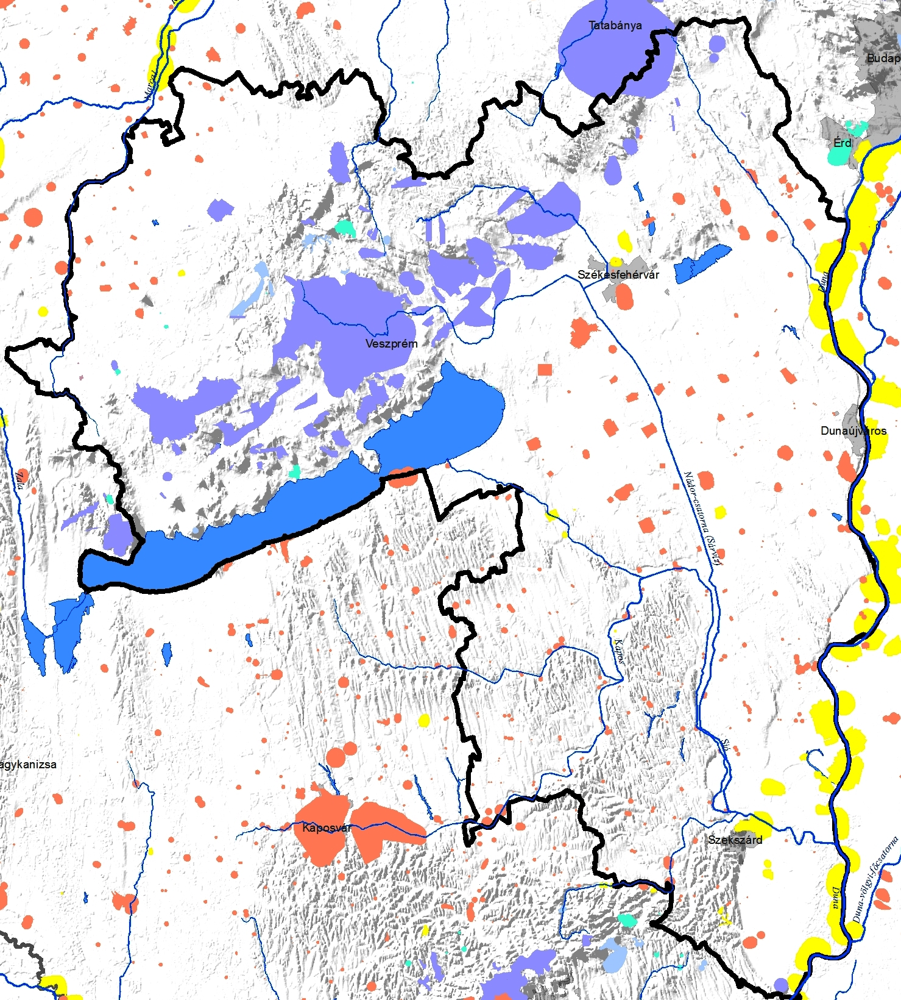 Tatabánya
Budap
Marcal
Érd
Székesfehérvár
Duna
Veszprém
Dunaújváros
Zala
Nádor-csatorna (Sárvíz)
Kapos
Sió
agykanizsa
Kaposvár
Szekszárd
Duna
Duna-völgyi-főcsatorna